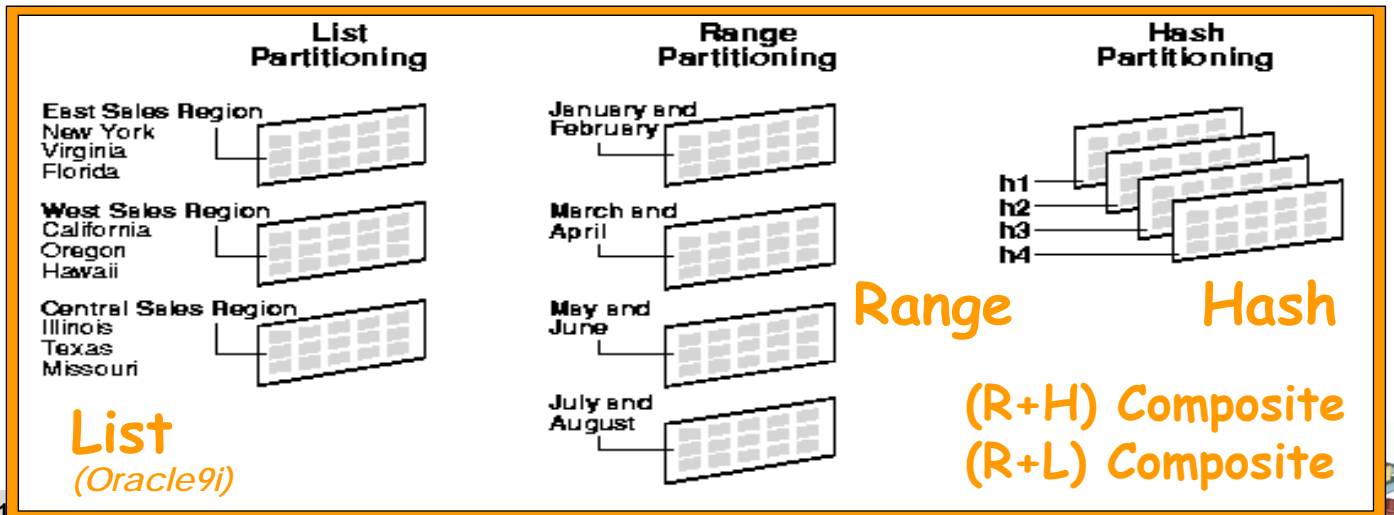 List
Partitioning
East Sales Region
New York
Virginia
Florida
West Sales Region
California
Oregon
Hawaii
Central Sales Region
Illinois
Texas
Missouri
List
(Oracle9i)
Range
Partitioning
January and
February
March and
April
May and
June
July and
August
Range
Hash
Partitioning
h1
h2
h3
h4
Hash
(R+H) Composite
(R+L) Composite
1